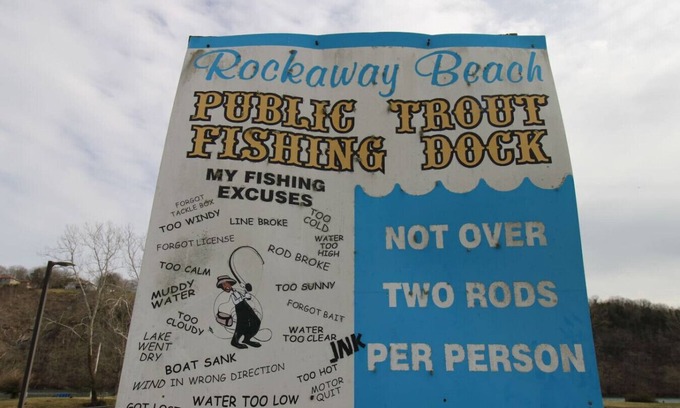 Rockaway Beach
PUBLIC TROUT
FISHING DOCK
MY FISHING
EXCUSES
FORGOT
TACKLE BOX
TOO WINDY
LINE BROKE
TOO
COLD
FORGOT LICENSE
WATER
TOO
HIGH
ROD BROKE
TOO CALM
TOO SUNNY
MUDDY
WATER
FORGOT BAIT
TOO
CLOUDY
WATER
TOO CLEAR
LAKE
WENT
DRY
BOAT SANK
WIND IN WRONG DIRECTION
TOO HOT
MOTOR
QUIT
WATER TOO LOW
GOT LOST
JNK
NOT OVER
TWO RODS
PER PERSON